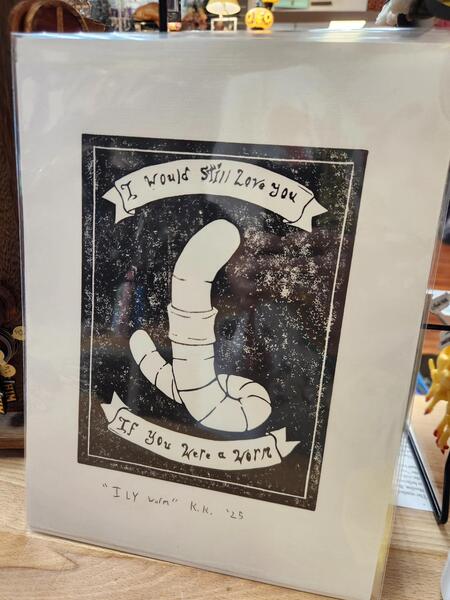 I Would Still Love You
If You Were a Worm
"ILY worm" K.K. '25